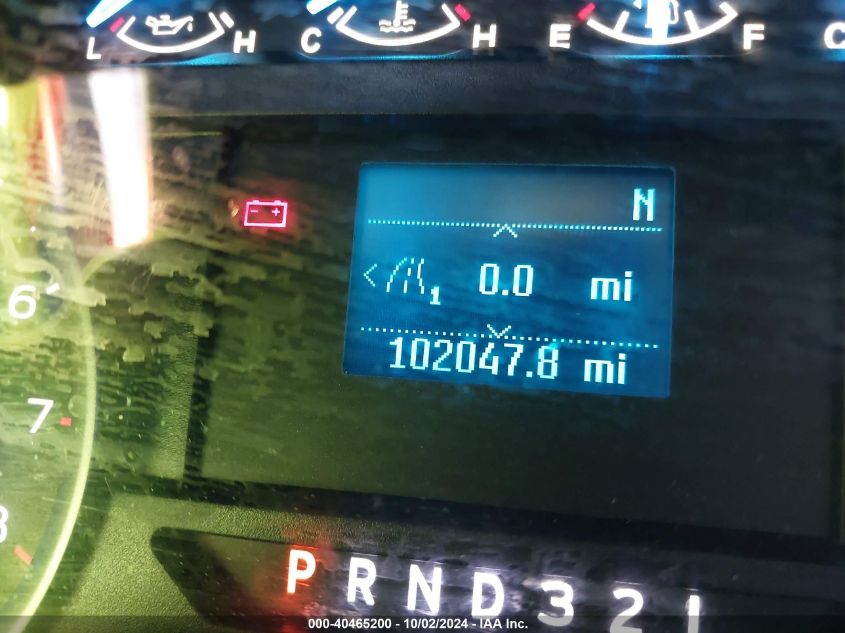 L H C H E F C
N
1 0.0 mi
102047.8 mi
6
7
8
P R N D 3 2 1
000-40465200 - 10/02/2024 - IAA Inc.